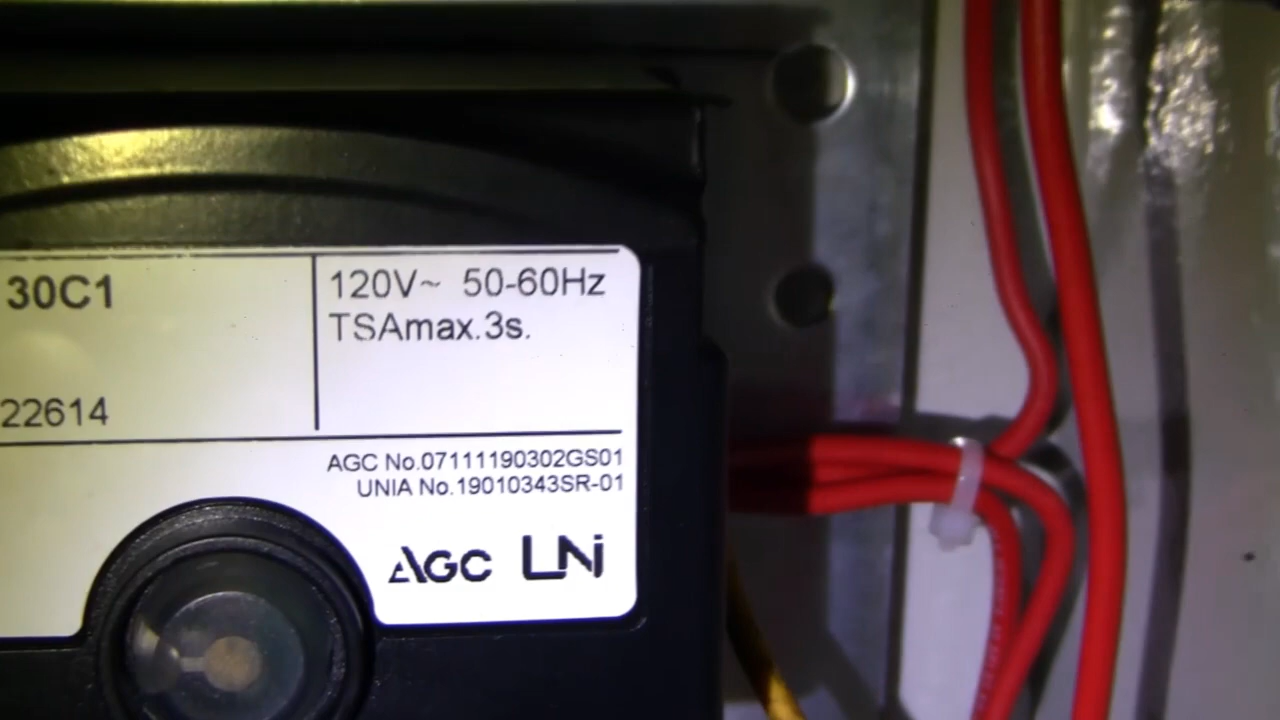 30C1
120V~ 50-60Hz
TSAmax.3s.
22614
AGC No.07111190302GS01
UNIA No.19010343SR-01
AGC LNi